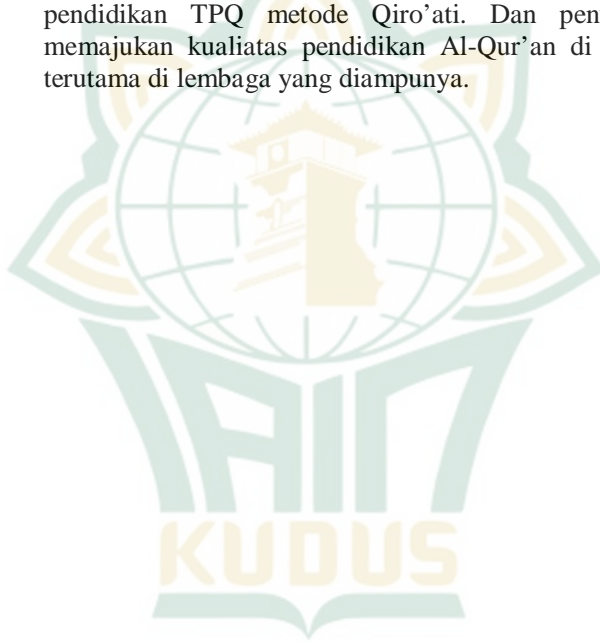 pendidikan TPQ metode Qiro’ati. Dan
memajukan kualiatas pendidikan Al-Qur’an di
terutama di lembaga yang diampunya.
IAIN
KUDUS